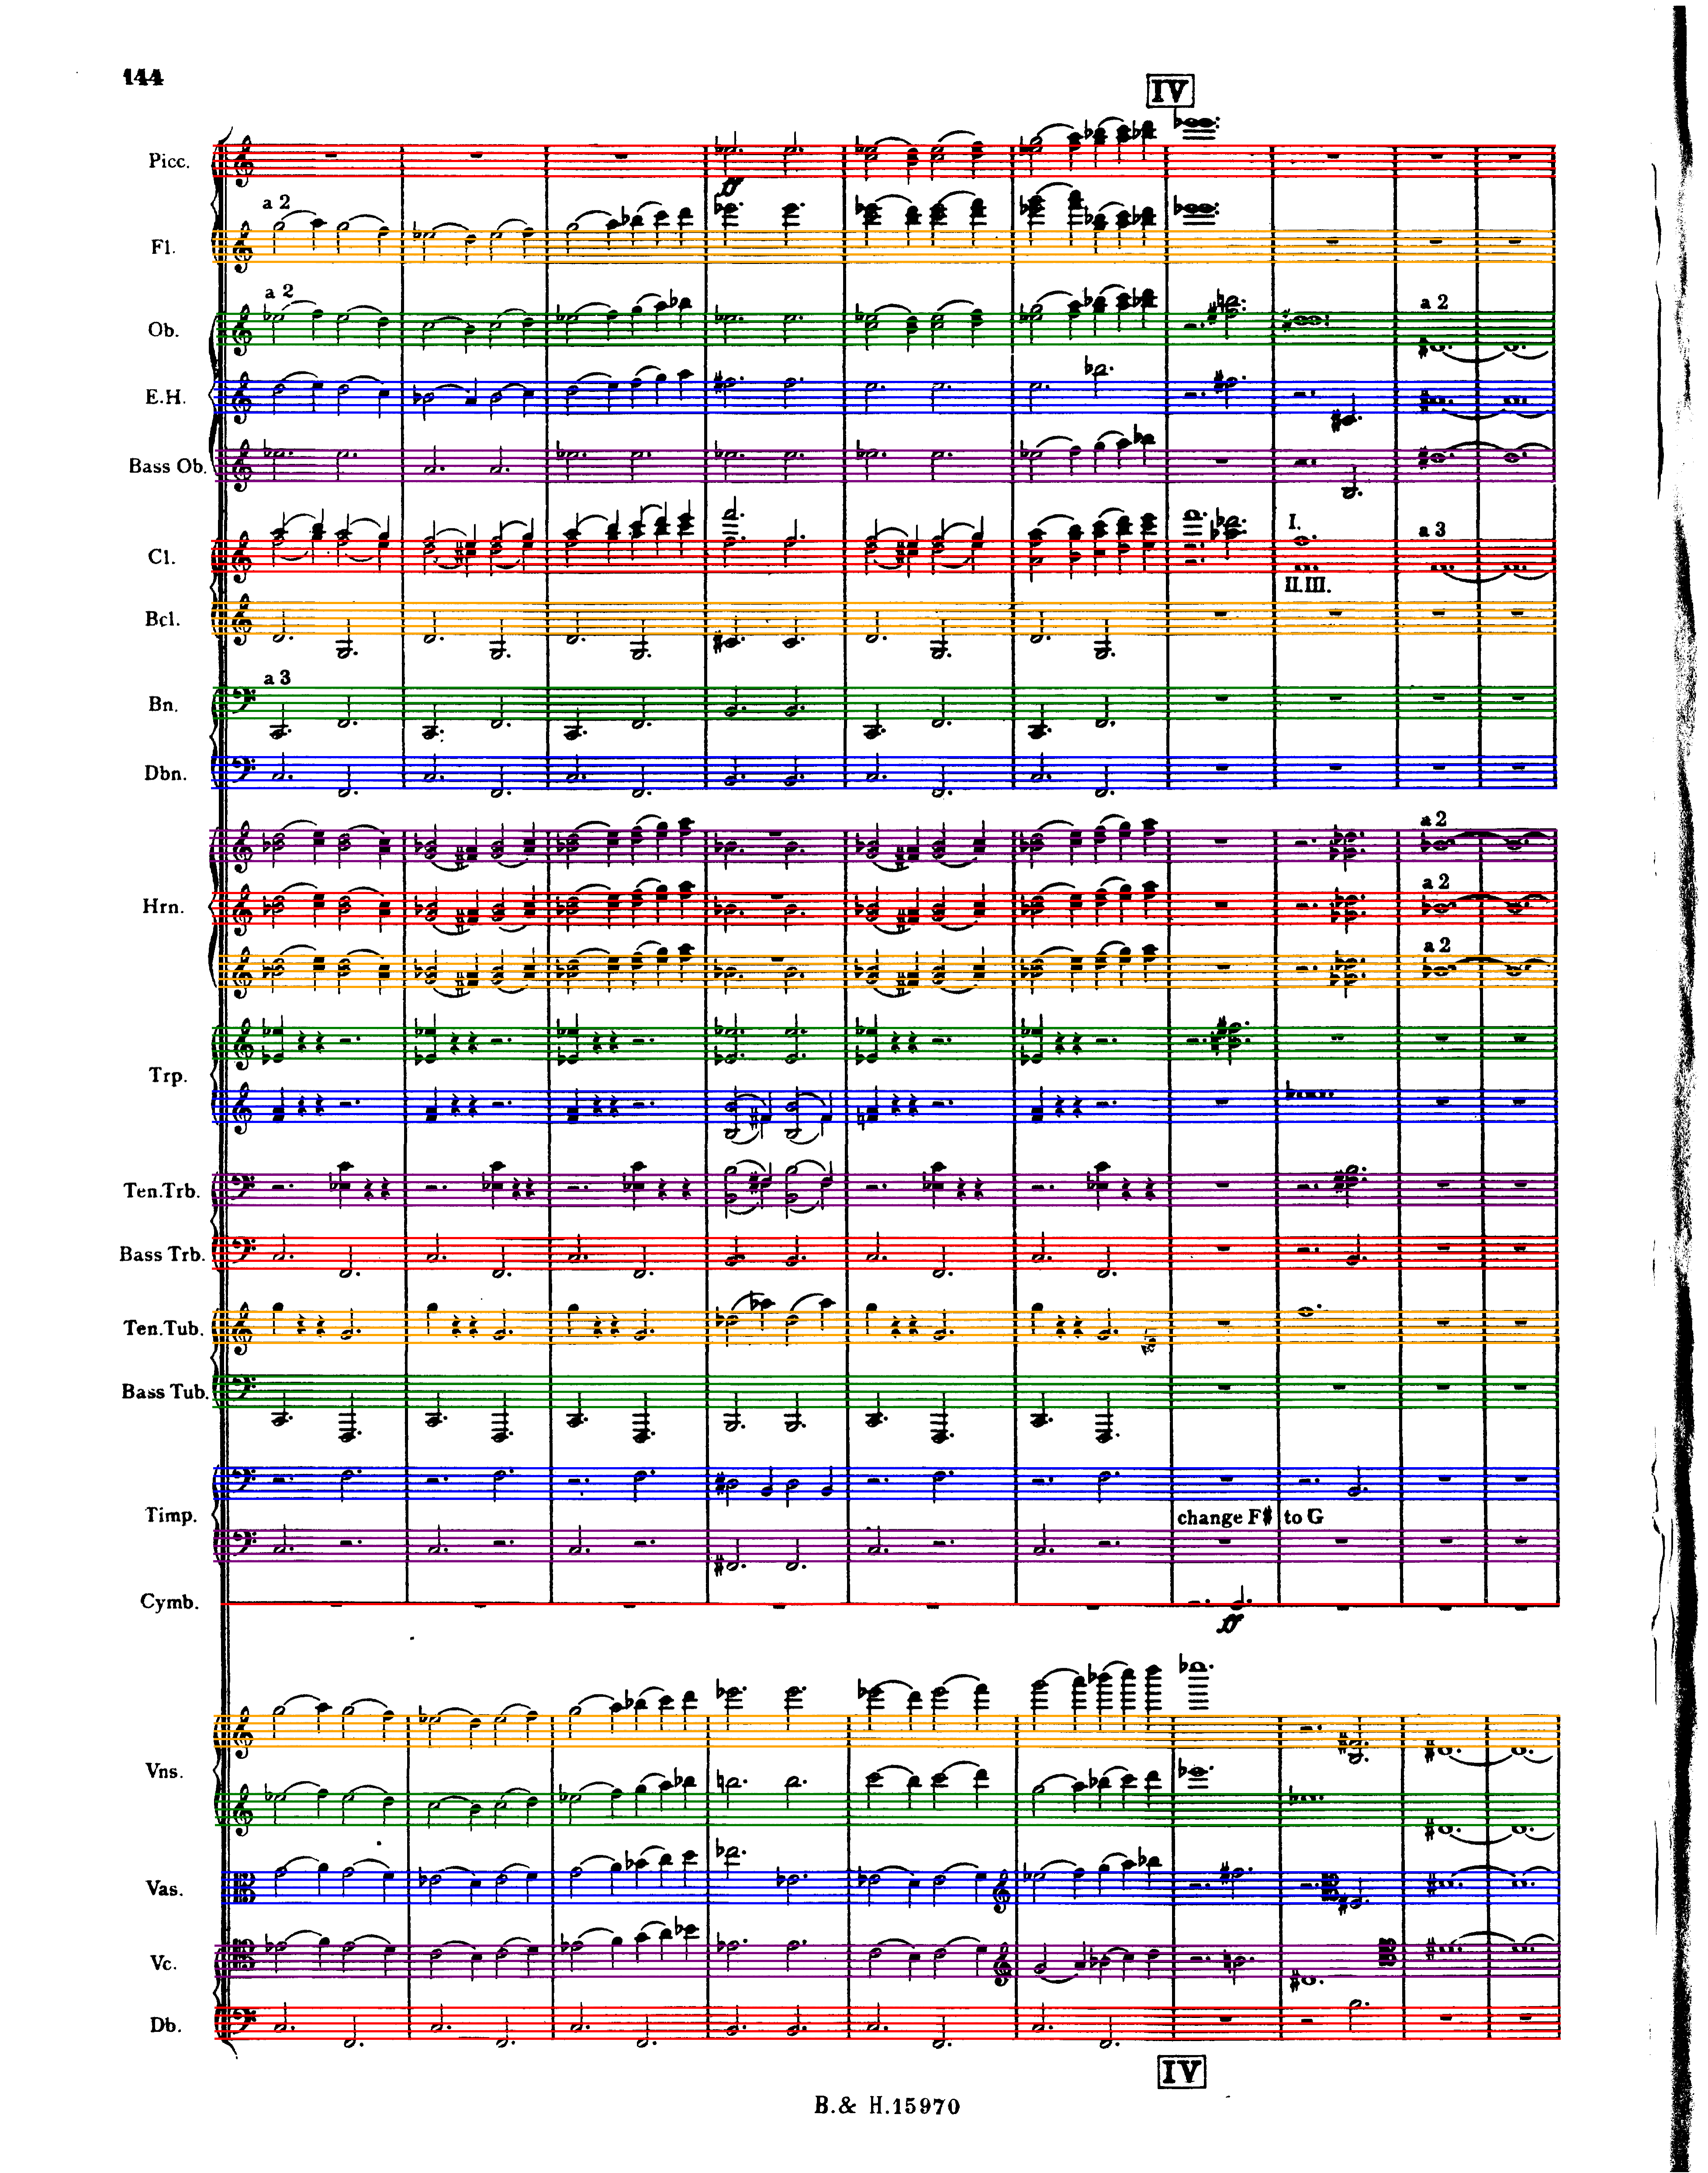 144
IV
Picc.
ff
a 2
Fl.
a 2
Ob.
a 2
E.H.
Bass Ob.
Cl.
I.
a 3
II.III.
Bcl.
a 3
Bn.
Dbn.
a 2
Hrn.
a 2
a 2
Trp.
Ten.Trb.
Bass Trb.
Ten.Tub.
Bass Tub.
Timp.
change F# to G
Cymb.
ff
Vns.
Vas.
Vc.
Db.
IV
B.& H.15970